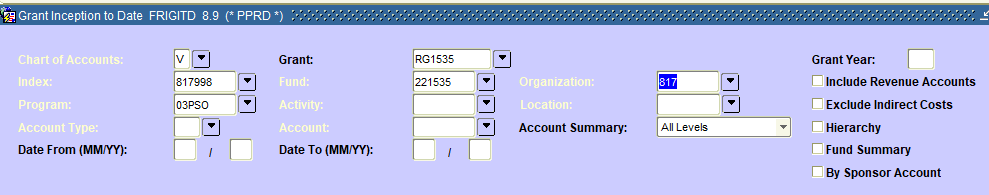 Grant Inception to Date FRIGITD 8.9 (* PPRD *)
Chart of Accounts: V Grant: RG1535 Grant Year:
Index: 817998 Fund: 221535 Organization: 817 Include Revenue Accounts
Program: 03PSO Activity: Location: Exclude Indirect Costs
Account Type: Account: Account Summary: All Levels Hierarchy
Date From (MM/YY): / Date To (MM/YY): / Fund Summary
By Sponsor Account